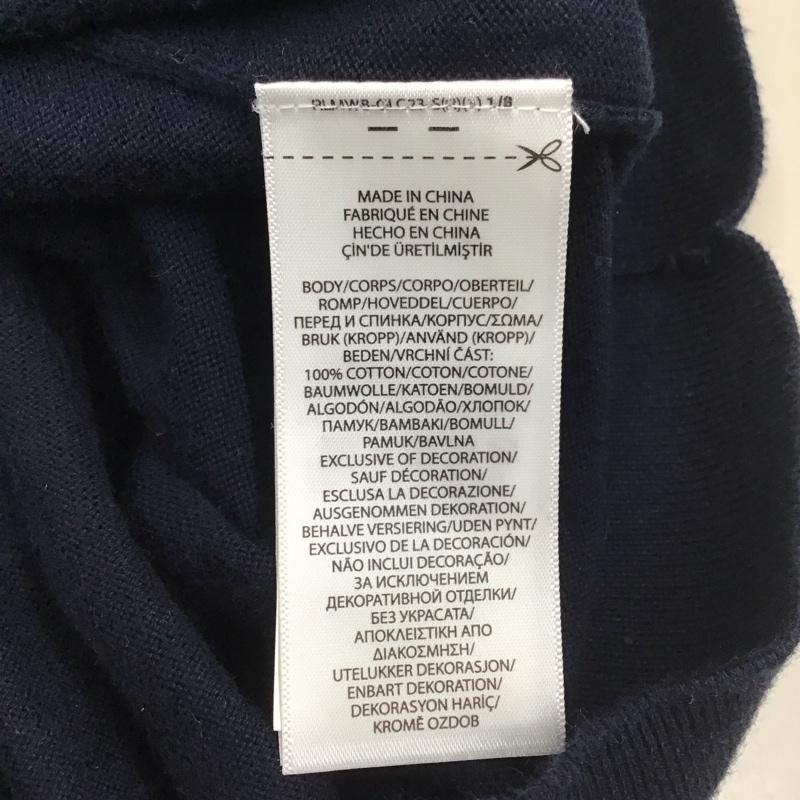 MADE IN CHINA
FABRIQUÉ EN CHINE
HECHO EN CHINA
ÇİN'DE ÜRETİLMİŞTİR
BODY/CORPS/CORPO/OBERTEIL/
ROMP/HOVEDDEL/CUERPO/
ПЕРЕД И СПИНКА/КОРПУС/ΣΩΜΑ/
BRUK (KROPP)/ANVÄND (KROPP)/
BEDEN/VRCHNÍ ČÁST:
100% COTTON/COTON/COTONE/
BAUMWOLLE/KATOEN/BOMULD/
ALGODÓN/ALGODÃO/ХЛОПОК/
ПАМУК/ΒΑΜΒΑΚΙ/BOMULL/
PAMUK/BAVLNA
EXCLUSIVE OF DECORATION/
SAUF DÉCORATION/
ESCLUSA LA DECORAZIONE/
AUSGENOMMEN DEKORATION/
BEHALVE VERSIERING/UDEN PYNT/
EXCLUSIVO DE LA DECORACIÓN/
NÃO INCLUI DECORAÇÃO/
ЗА ИСКЛЮЧЕНИЕМ
ДЕКОРАТИВНОЙ ОТДЕЛКИ/
БЕЗ УКРАСАТА/
ΑΠΟΚΛΕΙΣΤΙΚΗ ΑΠΟ
ΔΙΑΚΟΣΜΗΣΗ/
UTELUKKER DEKORASJON/
ENBART DEKORATION/
DEKORASYON HARİÇ/
KROMĚ OZDOB